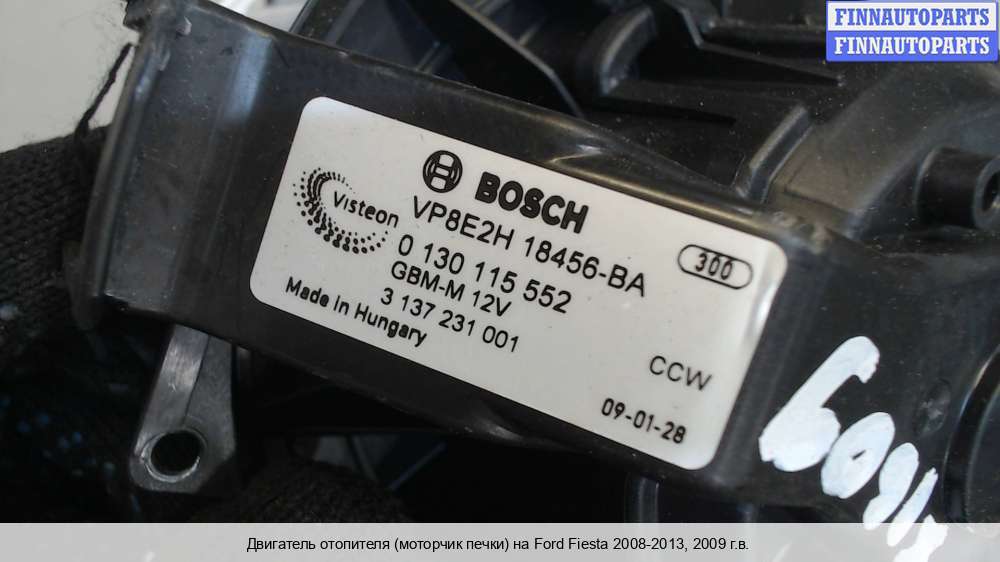 FINNAUTOPARTS
FINNAUTOPARTS
BOSCH
Visteon
VP8E2H 18456-BA
300
0 130 115 552
GBM-M 12V
3 137 231 001
Made in Hungary
CCW
09-01-28
Двигатель отопителя (моторчик печки) на Ford Fiesta 2008-2013, 2009 г.в.